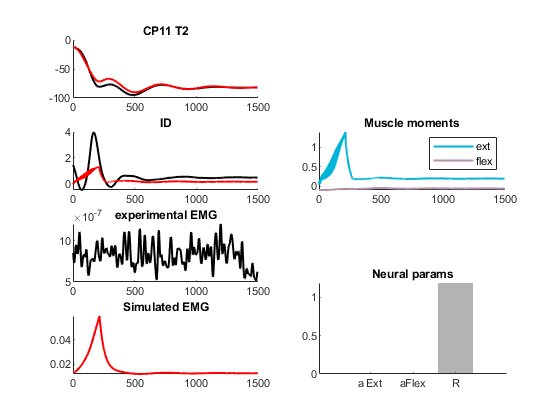 CP11 T2
0
-50
-100
0 500 1000 1500
ID
4
2
0
0 500 1000 1500
Muscle moments
1
0.5
0
ext
flex
0 500 1000 1500
×10⁻⁷
experimental EMG
10
5
0 500 1000 1500
Simulated EMG
0.04
0.02
0 500 1000 1500
Neural params
1
0.5
0
a Ext aFlex R